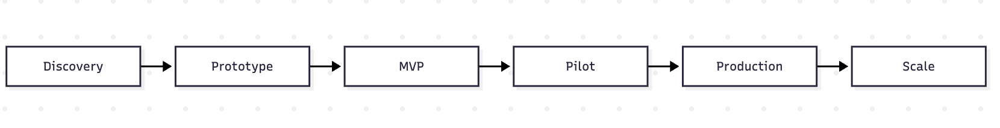 Discovery
Prototype
MVP
Pilot
Production
Scale